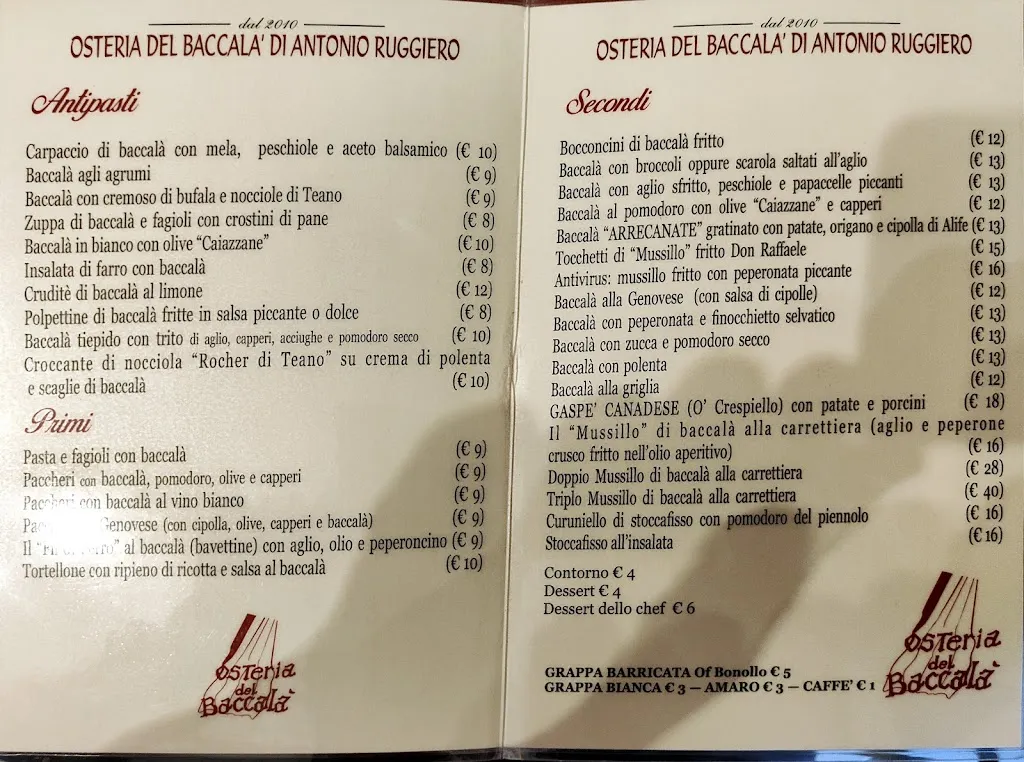 dal 2010
OSTERIA DEL BACCALA' DI ANTONIO RUGGIERO
Antipasti
Carpaccio di baccalà con mela, peschiole e aceto balsamico (€ 10)
Baccalà agli agrumi (€ 9)
Baccalà con cremoso di bufala e nocciole di Teano (€ 9)
Zuppa di baccalà e fagioli con crostini di pane (€ 8)
Baccalà in bianco con olive “Caiazzane” (€ 10)
Insalata di farro con baccalà (€ 8)
Cruditè di baccalà al limone (€ 12)
Polpettine di baccalà fritte in salsa piccante o dolce (€ 8)
Baccalà tiepido con trito di aglio, capperi, acciughe e pomodoro secco (€ 10)
Croccante di nocciola “Rocher di Teano” su crema di polenta
e scaglie di baccalà (€ 10)
Primi
Pasta e fagioli con baccalà (€ 9)
Paccheri con baccalà, pomodoro, olive e capperi (€ 9)
Paccheri con baccalà al vino bianco (€ 9)
Genovese (con cipolla, olive, capperi e baccalà) (€ 9)
Il al baccalà (bavettine) con aglio, olio e peperoncino (€ 9)
Tortellone con ripieno di ricotta e salsa al baccalà (€ 10)
Osteria
del
Baccalà
dal 2010
OSTERIA DEL BACCALA' DI ANTONIO RUGGIERO
Secondi
Bocconcini di baccalà fritto (€ 12)
Baccalà con broccoli oppure scarola saltati all'aglio (€ 13)
Baccalà con aglio sfritto, peschiole e papaccelle piccanti (€ 13)
Baccalà al pomodoro con olive “Caiazzane” e capperi (€ 12)
Baccalà “ARRECANATE” gratinato con patate, origano e cipolla di Alife (€ 13)
Tocchetti di “Mussillo” fritto Don Raffaele (€ 15)
Antivirus: mussillo fritto con peperonata piccante (€ 16)
Baccalà alla Genovese (con salsa di cipolle) (€ 12)
Baccalà con peperonata e finocchietto selvatico (€ 13)
Baccalà con zucca e pomodoro secco (€ 13)
Baccalà con polenta (€ 13)
Baccalà alla griglia (€ 12)
GASPE' CANADESE (O' Crespiello) con patate e porcini (€ 18)
Il “Mussillo” di baccalà alla carrettiera (aglio e peperone
crusco fritto nell'olio aperitivo) (€ 16)
Doppio Mussillo di baccalà alla carrettiera (€ 28)
Triplo Mussillo di baccalà alla carrettiera (€ 40)
Curuniello di stoccafisso con pomodoro del piennolo (€ 16)
Stoccafisso all'insalata (€ 16)
Contorno € 4
Dessert € 4
Dessert dello chef € 6
GRAPPA BARRICATA Of Bonollo € 5
GRAPPA BIANCA € 3 — AMARO € 3 — CAFFE' € 1
Osteria
del
Baccalà